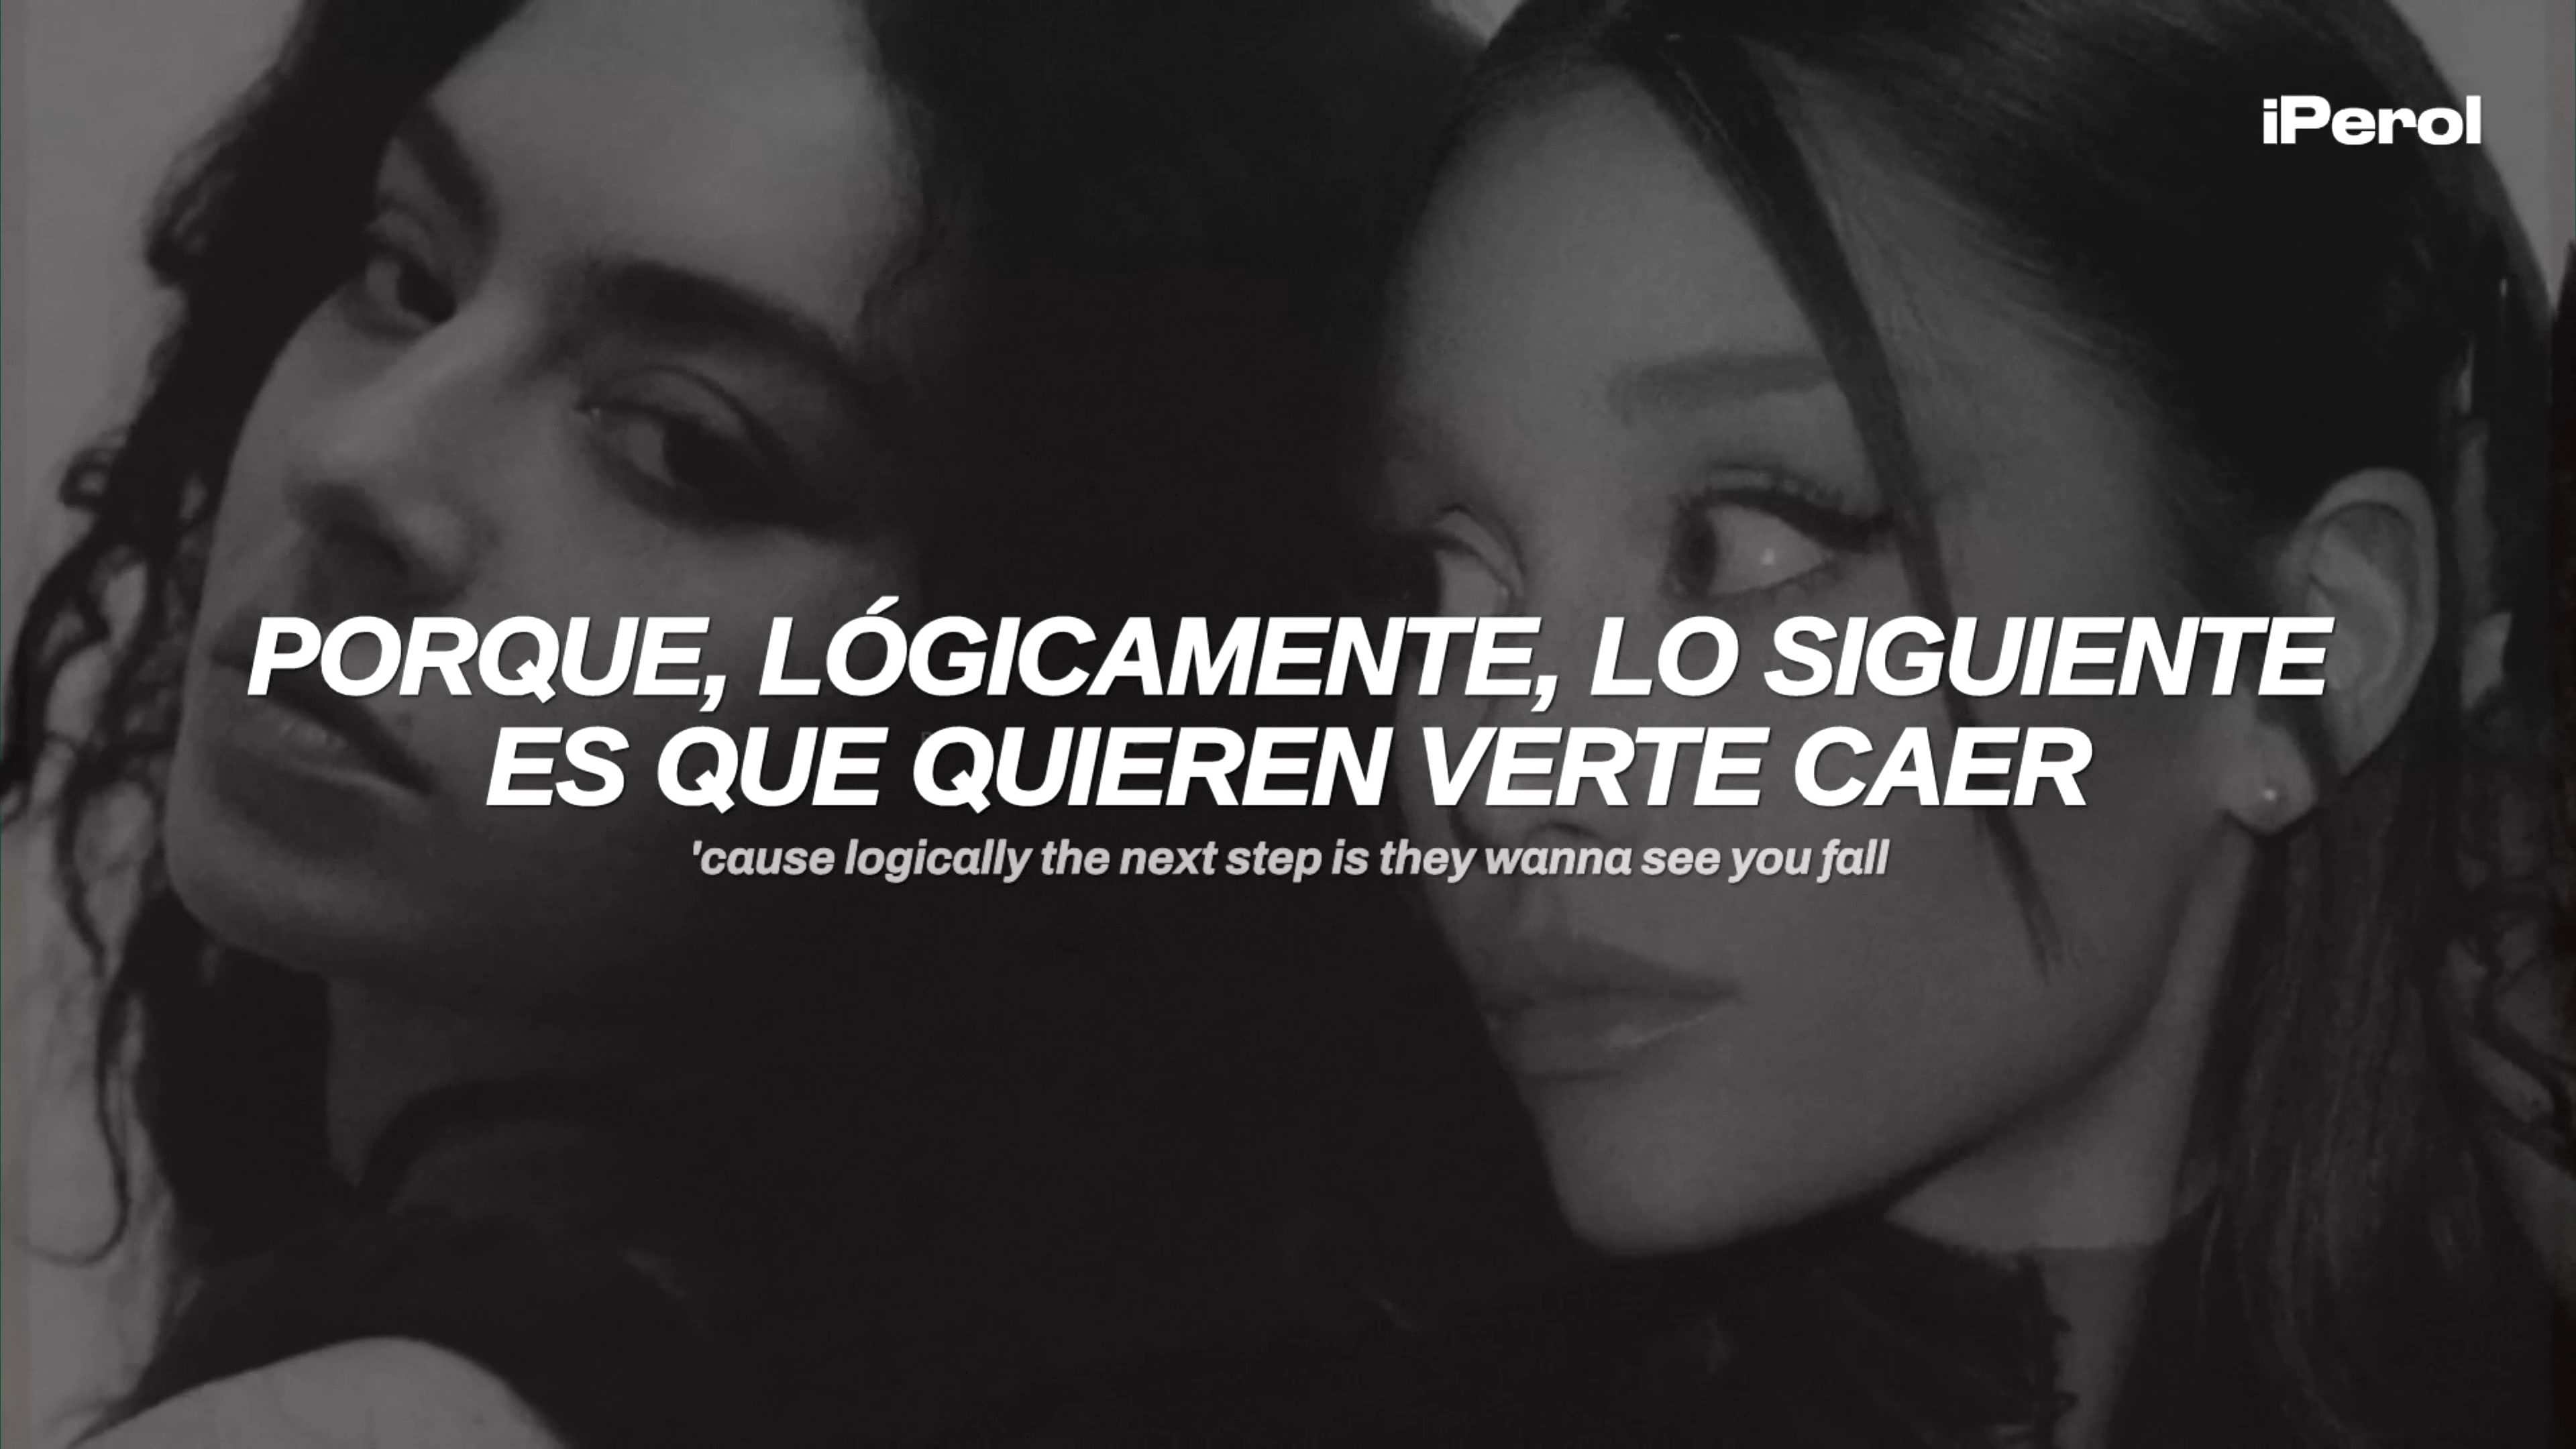 iPerol
PORQUE, LÓGICAMENTE, LO SIGUIENTE
ES QUE QUIEREN VERTE CAER
'cause logically the next step is they wanna see you fall